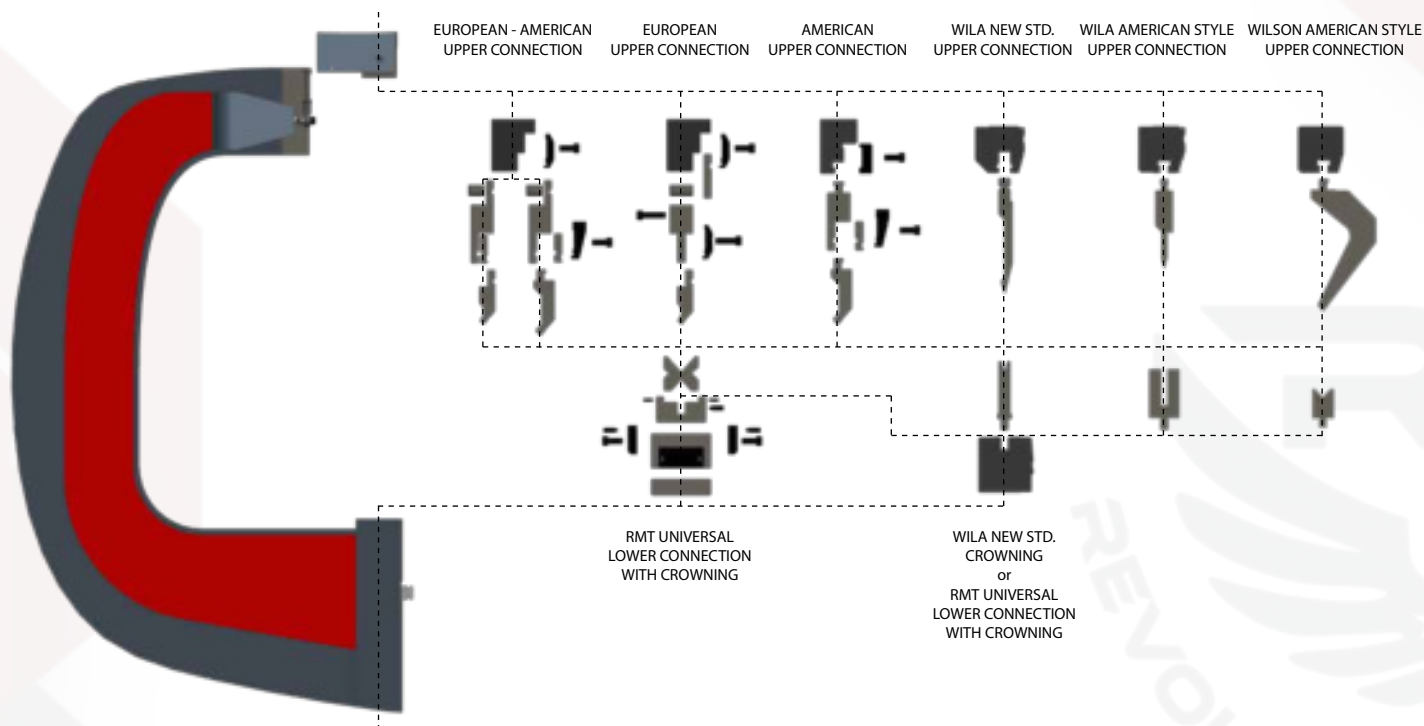 EUROPEAN - AMERICAN
UPPER CONNECTION
EUROPEAN
UPPER CONNECTION
AMERICAN
UPPER CONNECTION
WILA NEW STD.
UPPER CONNECTION
WILA AMERICAN STYLE
UPPER CONNECTION
WILSON AMERICAN STYLE
UPPER CONNECTION
RMT UNIVERSAL
LOWER CONNECTION
WITH CROWNING
WILA NEW STD.
CROWNING
or
RMT UNIVERSAL
LOWER CONNECTION
WITH CROWNING